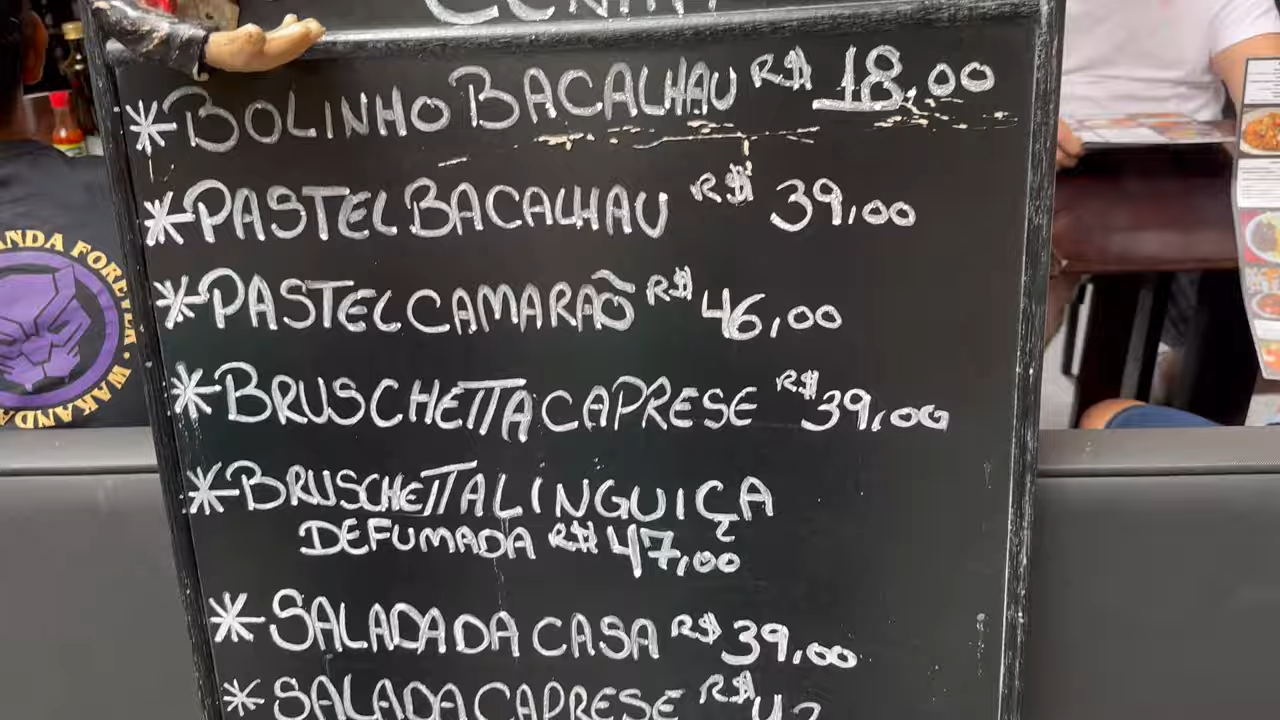 *BOLINHO BACALHAU R$ 18,00
*PASTEL BACALHAU R$ 39,00
*PASTEL CAMARÃO R$ 46,00
*BRUSCHETTA CAPRESE R$ 39,00
*BRUSCHETTA LINGUIÇA
DEFUMADA R$ 47,00
*SALADA DA CASA R$ 39,00
*SALADA CAPRESE R$
WAKANDA FOREVER · WAKANDA